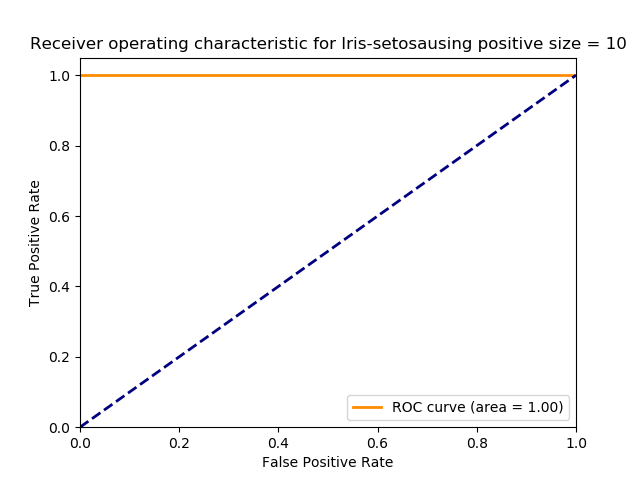 Receiver operating characteristic for Iris-setosausing positive size = 10
True Positive Rate
1.0
0.8
0.6
0.4
0.2
0.0
ROC curve (area = 1.00)
0.0 0.2 0.4 0.6 0.8 1.0
False Positive Rate